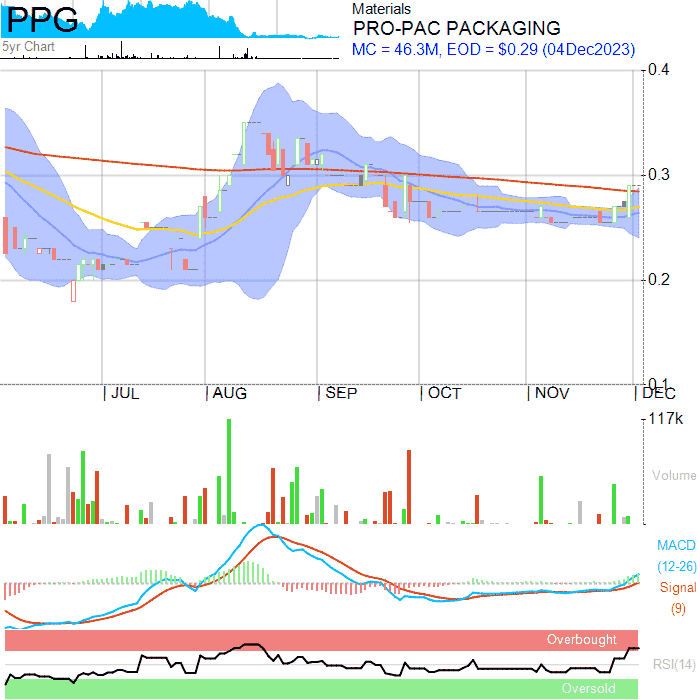 PPG
5yr Chart
Materials
PRO-PAC PACKAGING
MC = 46.3M, EOD = $0.29 (04Dec2023)
0.4
0.3
0.2
0.1
JUL
AUG
SEP
OCT
NOV
DEC
117k
Volume
MACD
(12-26)
Signal
(9)
Overbought
RSI(14)
Oversold